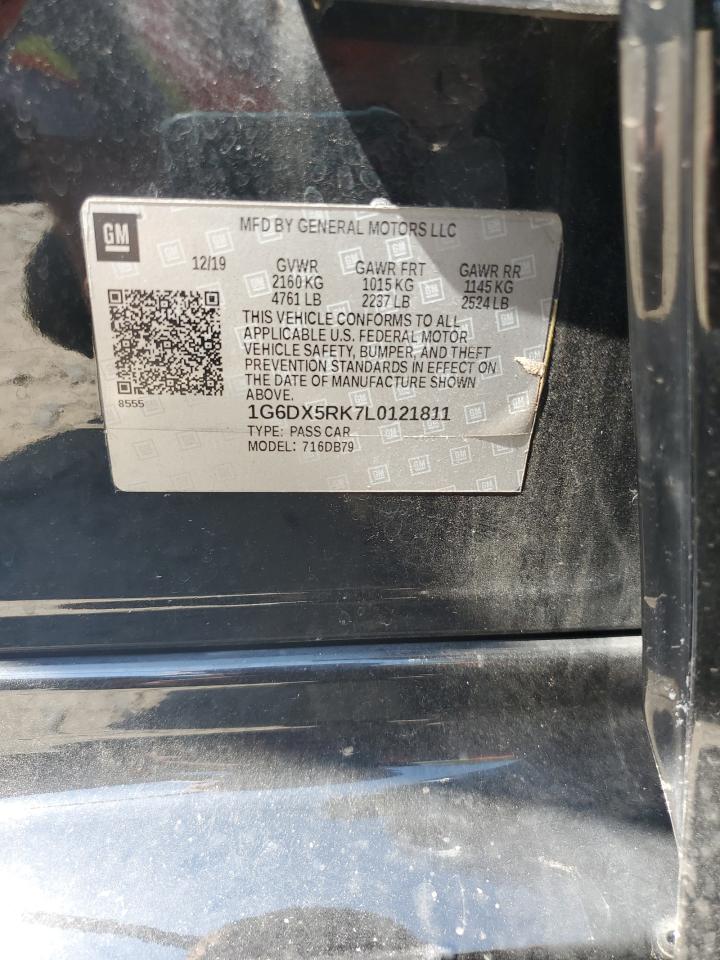 GM
MFD BY GENERAL MOTORS LLC
12/19 GVWR GAWR FRT GAWR RR
2160 KG 1015 KG 1145 KG
4761 LB 2237 LB 2524 LB
THIS VEHICLE CONFORMS TO ALL
APPLICABLE U.S. FEDERAL MOTOR
VEHICLE SAFETY, BUMPER, AND THEFT
PREVENTION STANDARDS IN EFFECT ON
THE DATE OF MANUFACTURE SHOWN
ABOVE.
8555
1G6DX5RK7L0121811
TYPE: PASS CAR
MODEL: 716DB79